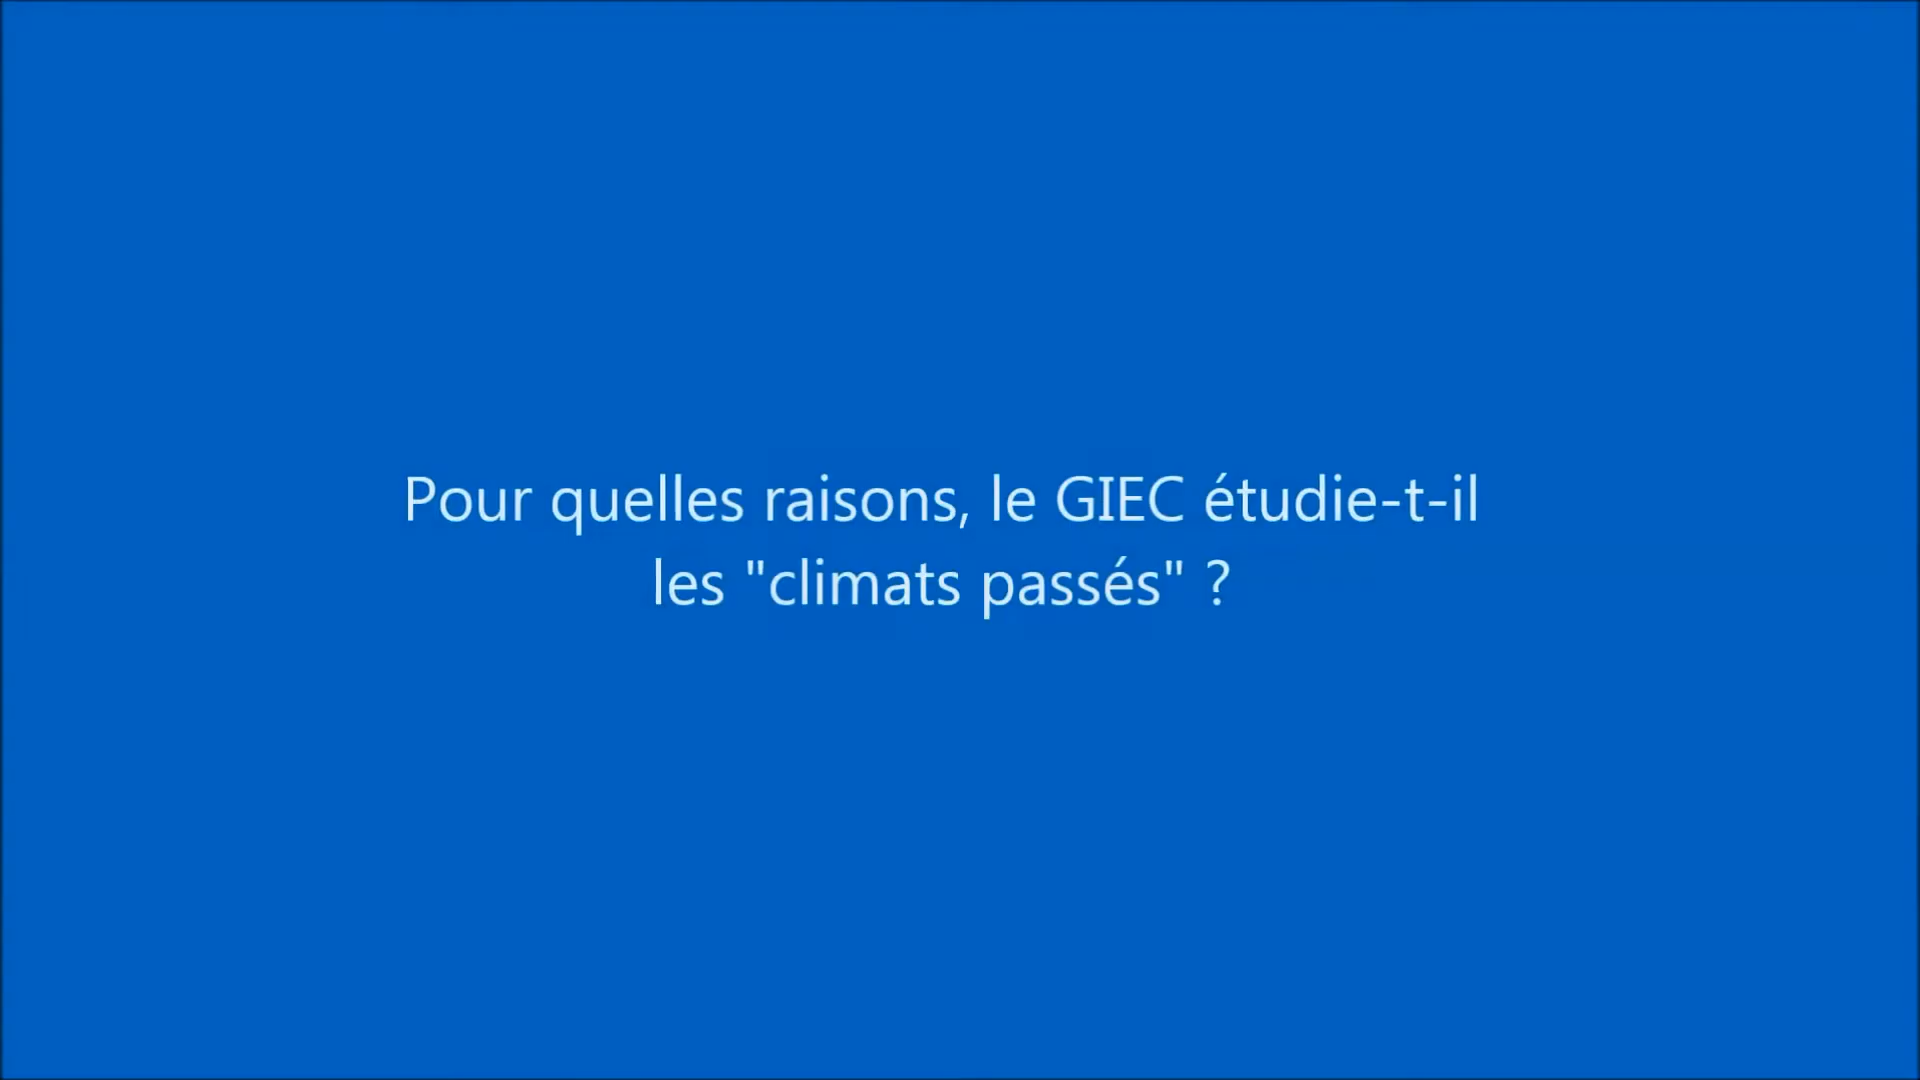 Pour quelles raisons, le GIEC étudie-t-il
les "climats passés" ?